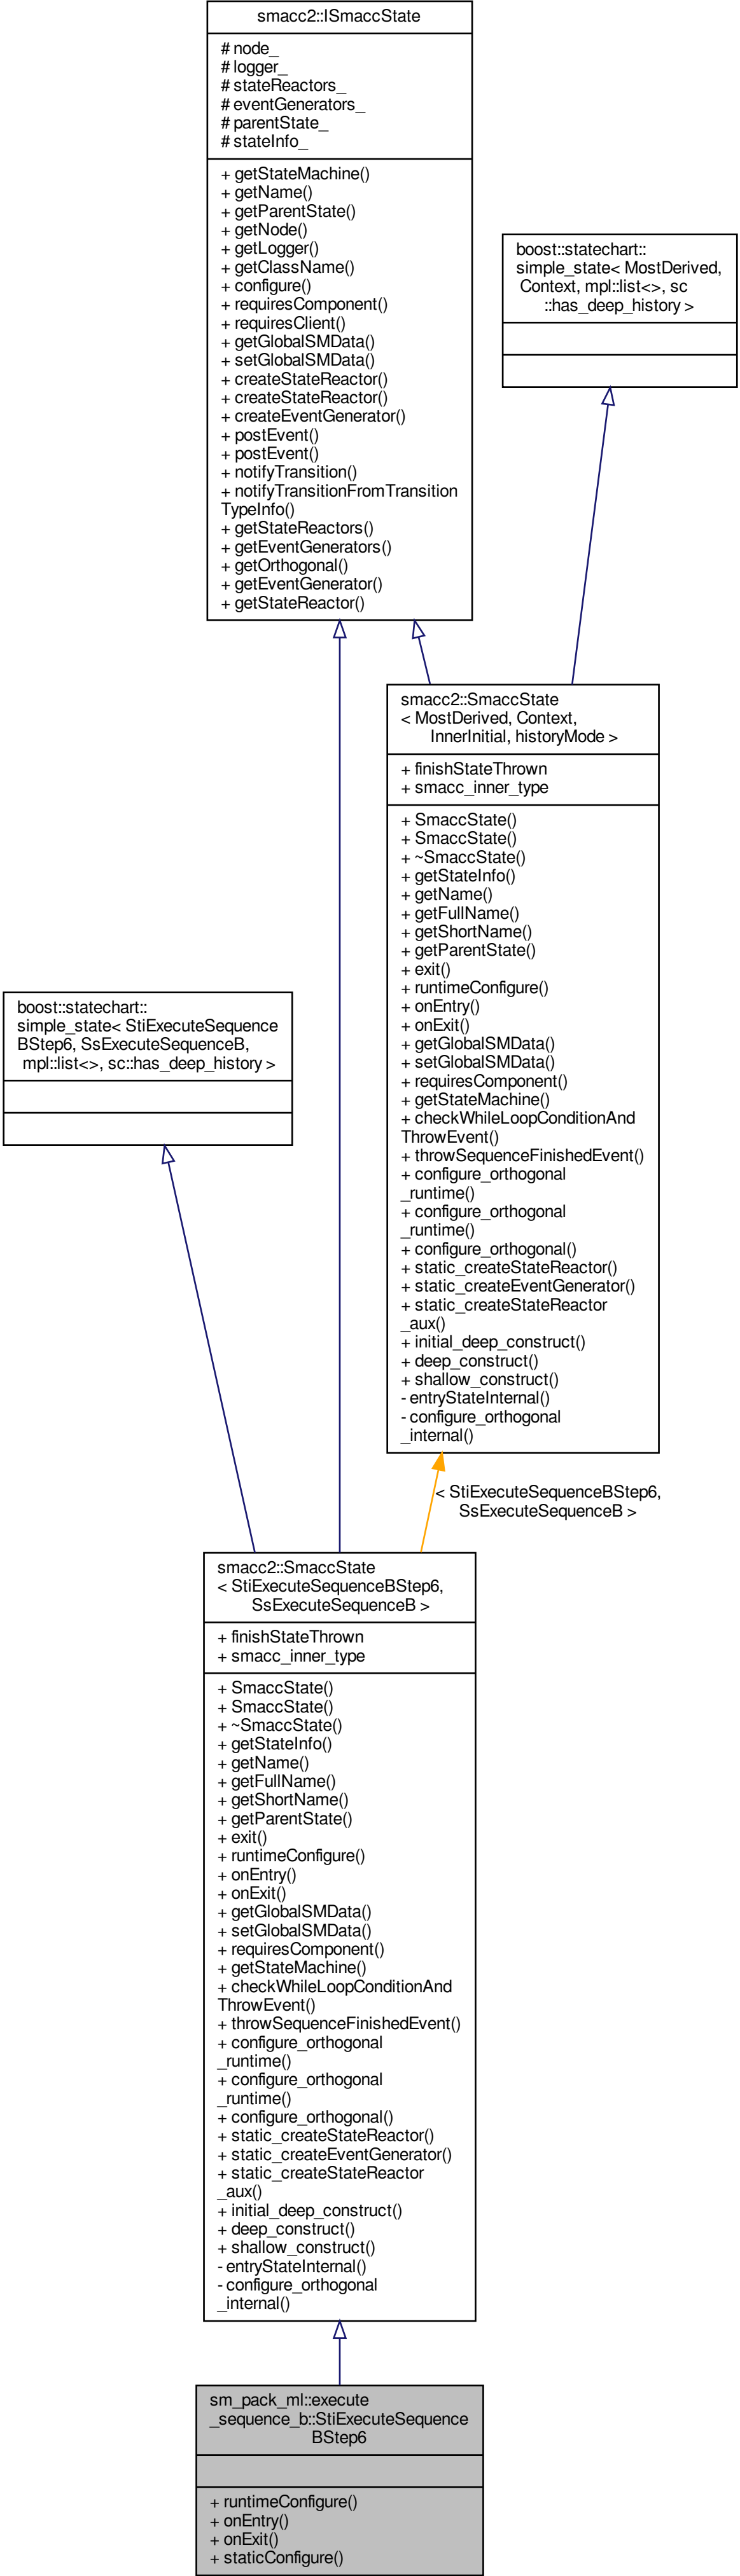 smacc2::ISmaccState
# node_
# logger_
# stateReactors_
# eventGenerators_
# parentState_
# stateInfo_
+ getStateMachine()
+ getName()
+ getParentState()
+ getNode()
+ getLogger()
+ getClassName()
+ configure()
+ requiresComponent()
+ requiresClient()
+ getGlobalSMData()
+ setGlobalSMData()
+ createStateReactor()
+ createStateReactor()
+ createEventGenerator()
+ postEvent()
+ postEvent()
+ notifyTransition()
+ notifyTransitionFromTransition
TypeInfo()
+ getStateReactors()
+ getEventGenerators()
+ getOrthogonal()
+ getEventGenerator()
+ getStateReactor()
boost::statechart::
simple_state< MostDerived,
Context, mpl::list<>, sc
::has_deep_history >
smacc2::SmaccState
< MostDerived, Context,
InnerInitial, historyMode >
+ finishStateThrown
+ smacc_inner_type
+ SmaccState()
+ SmaccState()
+ ~SmaccState()
+ getStateInfo()
+ getName()
+ getFullName()
+ getShortName()
+ getParentState()
+ exit()
+ runtimeConfigure()
+ onEntry()
+ onExit()
+ getGlobalSMData()
+ setGlobalSMData()
+ requiresComponent()
+ getStateMachine()
+ checkWhileLoopConditionAnd
ThrowEvent()
+ throwSequenceFinishedEvent()
+ configure_orthogonal
_runtime()
+ configure_orthogonal
_runtime()
+ configure_orthogonal()
+ static_createStateReactor()
+ static_createEventGenerator()
+ static_createStateReactor
_aux()
+ initial_deep_construct()
+ deep_construct()
+ shallow_construct()
- entryStateInternal()
- configure_orthogonal
_internal()
boost::statechart::
simple_state< StiExecuteSequence
BStep6, SsExecuteSequenceB,
mpl::list<>, sc::has_deep_history >
< StiExecuteSequenceBStep6,
SsExecuteSequenceB >
smacc2::SmaccState
< StiExecuteSequenceBStep6,
SsExecuteSequenceB >
+ finishStateThrown
+ smacc_inner_type
+ SmaccState()
+ SmaccState()
+ ~SmaccState()
+ getStateInfo()
+ getName()
+ getFullName()
+ getShortName()
+ getParentState()
+ exit()
+ runtimeConfigure()
+ onEntry()
+ onExit()
+ getGlobalSMData()
+ setGlobalSMData()
+ requiresComponent()
+ getStateMachine()
+ checkWhileLoopConditionAnd
ThrowEvent()
+ throwSequenceFinishedEvent()
+ configure_orthogonal
_runtime()
+ configure_orthogonal
_runtime()
+ configure_orthogonal()
+ static_createStateReactor()
+ static_createEventGenerator()
+ static_createStateReactor
_aux()
+ initial_deep_construct()
+ deep_construct()
+ shallow_construct()
- entryStateInternal()
- configure_orthogonal
_internal()
sm_pack_ml::execute
_sequence_b::StiExecuteSequence
BStep6
+ runtimeConfigure()
+ onEntry()
+ onExit()
+ staticConfigure()